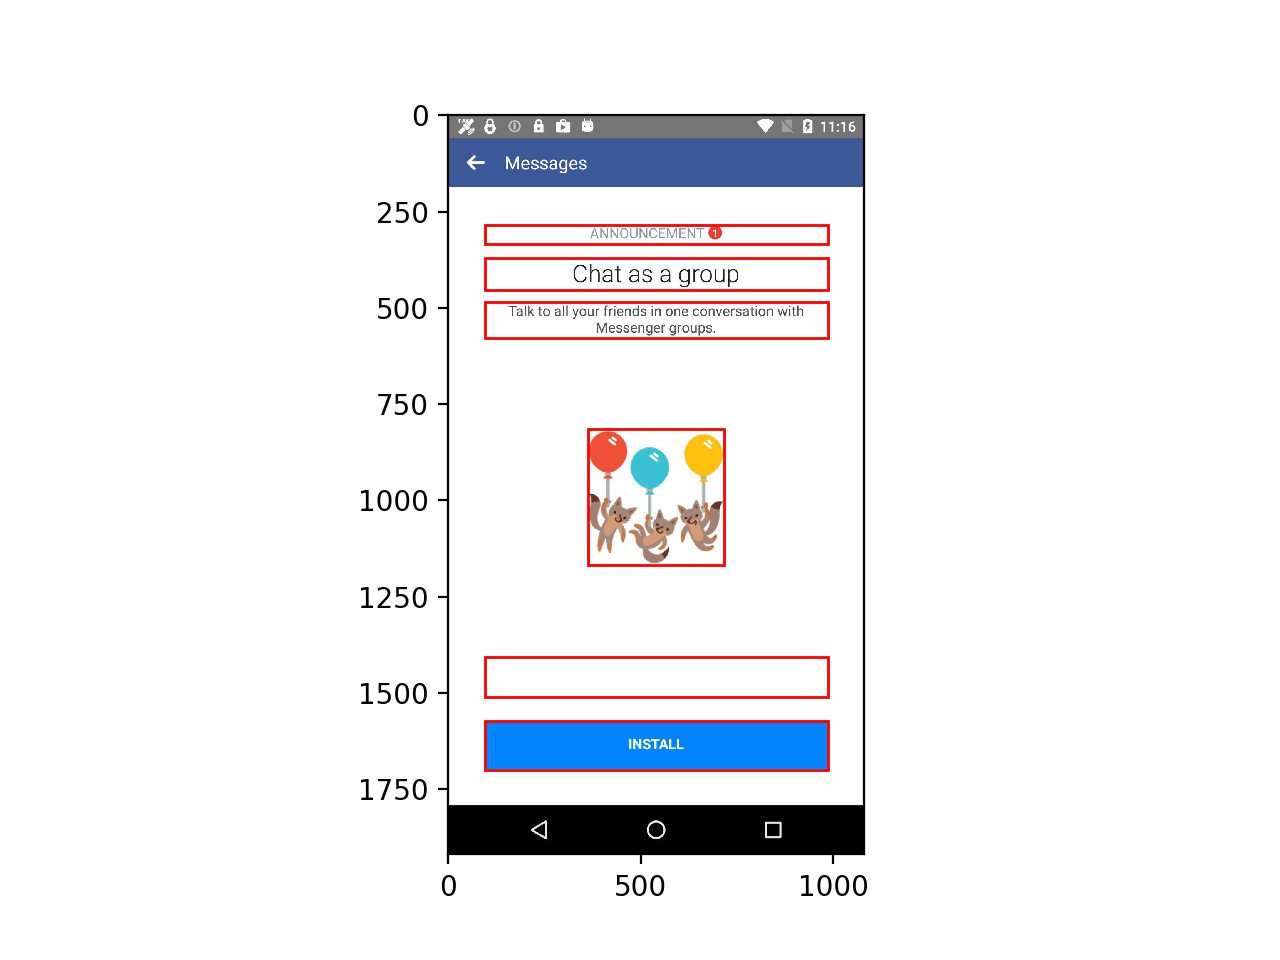 0
250
500
750
1000
1250
1500
1750
11:16
Messages
ANNOUNCEMENT 1
Chat as a group
Talk to all your friends in one conversation with
Messenger groups.
INSTALL
0 500 1000